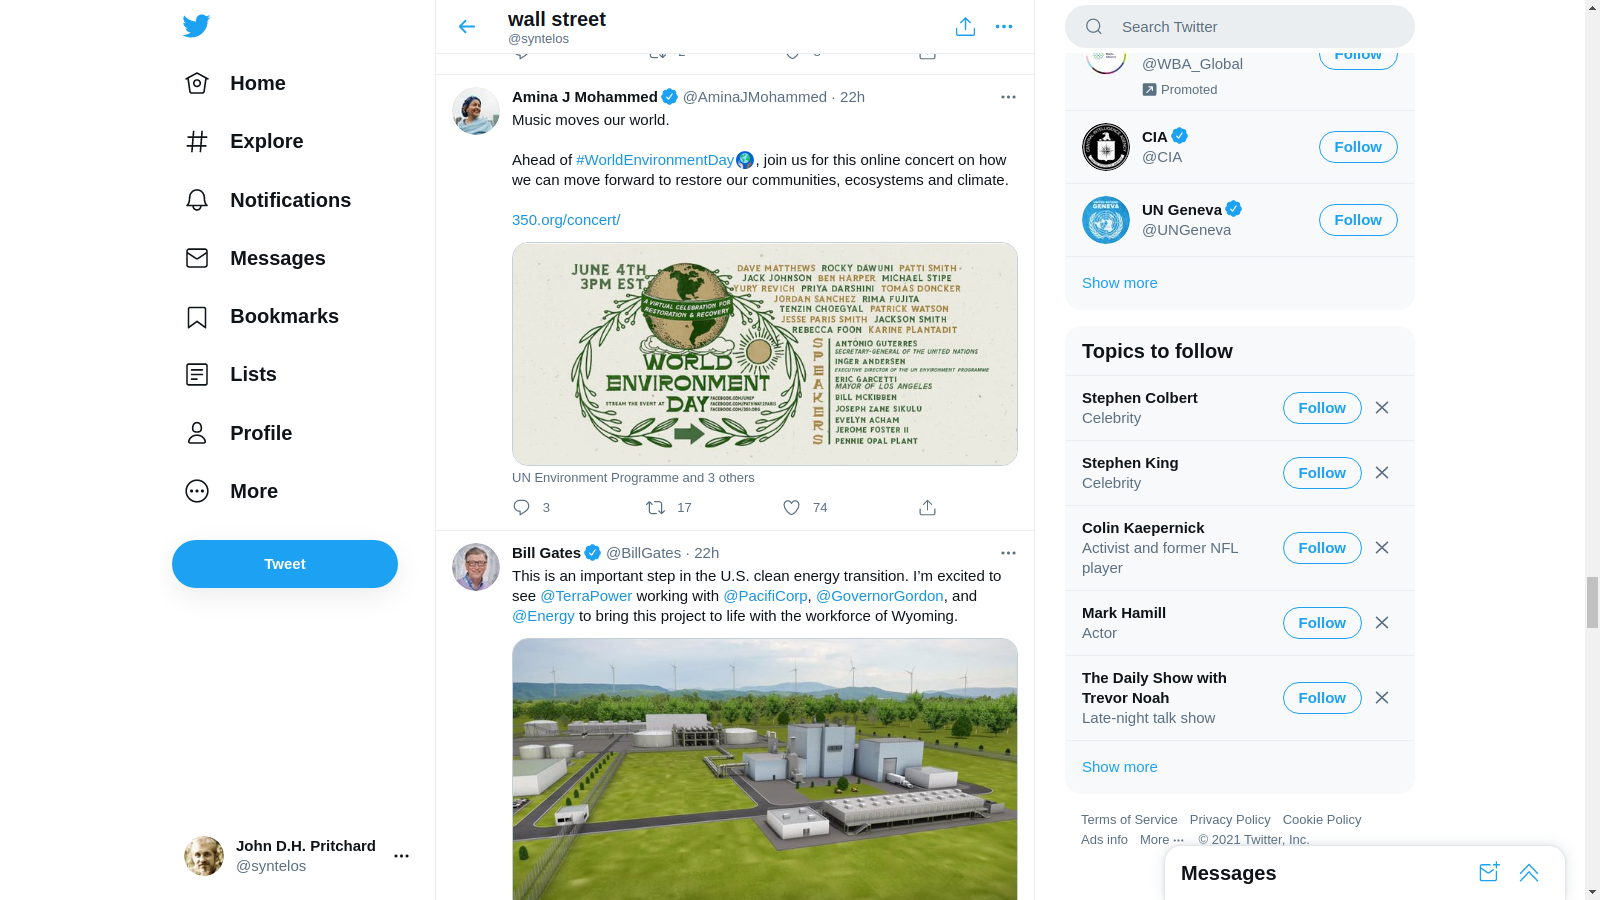 Home
Explore
Notifications
Messages
Bookmarks
Lists
Profile
More
Tweet
John D.H. Pritchard
@syntelos
wall street
@syntelos
Amina J Mohammed @AminaJMohammed · 22h
Music moves our world.
Ahead of #WorldEnvironmentDay, join us for this online concert on how
we can move forward to restore our communities, ecosystems and climate.
350.org/concert/
JUNE 4TH
3PM EST
A VIRTUAL CELEBRATION FOR
RESTORATION & RECOVERY
WORLD
ENVIRONMENT
DAY
STREAM THE EVENT AT
FACEBOOK.COM/UNEP
FACEBOOK.COM/PATHWAY2PARIS
FACEBOOK.COM/350.ORG
DAVE MATTHEWS ROCKY DAWUNI PATTI SMITH
JACK JOHNSON BEN HARPER MICHAEL STIPE
YURY REVICH PRIYA DARSHINI TOMAS DONCKER
JORDAN SANCHEZ RIMA FUJITA
TENZIN CHOEGYAL PATRICK WATSON
JESSE PARIS SMITH JACKSON SMITH
REBECCA FOON KARINE PLANTADIT
SPEAKERS
ANTÓNIO GUTERRES
SECRETARY-GENERAL OF THE UNITED NATIONS
INGER ANDERSEN
EXECUTIVE DIRECTOR OF THE UN ENVIRONMENT PROGRAMME
ERIC GARCETTI
MAYOR OF LOS ANGELES
BILL MCKIBBEN
JOSEPH ZANE SIKULU
EVELYN ACHAM
JEROME FOSTER II
PENNIE OPAL PLANT
UN Environment Programme and 3 others
3 17 74
Bill Gates @BillGates · 22h
This is an important step in the U.S. clean energy transition. I’m excited to
see @TerraPower working with @PacifiCorp, @GovernorGordon, and
@Energy to bring this project to life with the workforce of Wyoming.
Search Twitter
@WBA_Global
Follow
Promoted
CIA
@CIA
Follow
UN Geneva
@UNGeneva
Follow
Show more
Topics to follow
Stephen Colbert
Celebrity
Follow
Stephen King
Celebrity
Follow
Colin Kaepernick
Activist and former NFL
player
Follow
Mark Hamill
Actor
Follow
The Daily Show with
Trevor Noah
Late-night talk show
Follow
Show more
Terms of Service Privacy Policy Cookie Policy
Ads info More ··· © 2021 Twitter, Inc.
Messages